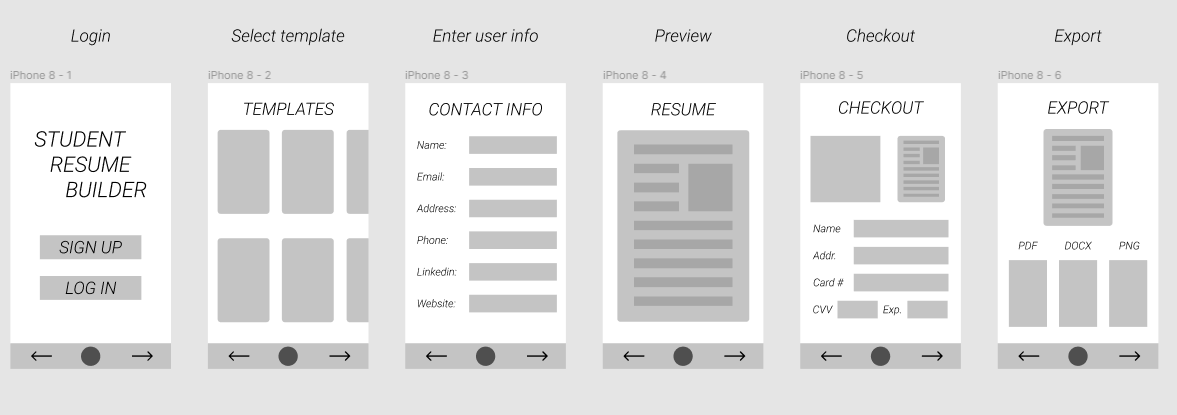 Login
Select template
Enter user info
Preview
Checkout
Export
iPhone 8 - 1
iPhone 8 - 2
iPhone 8 - 3
iPhone 8 - 4
iPhone 8 - 5
iPhone 8 - 6
STUDENT
RESUME
BUILDER
SIGN UP
LOG IN
TEMPLATES
CONTACT INFO
Name:
Email:
Address:
Phone:
Linkedin:
Website:
RESUME
CHECKOUT
Name
Addr.
Card #
CVV Exp.
EXPORT
PDF DOCX PNG